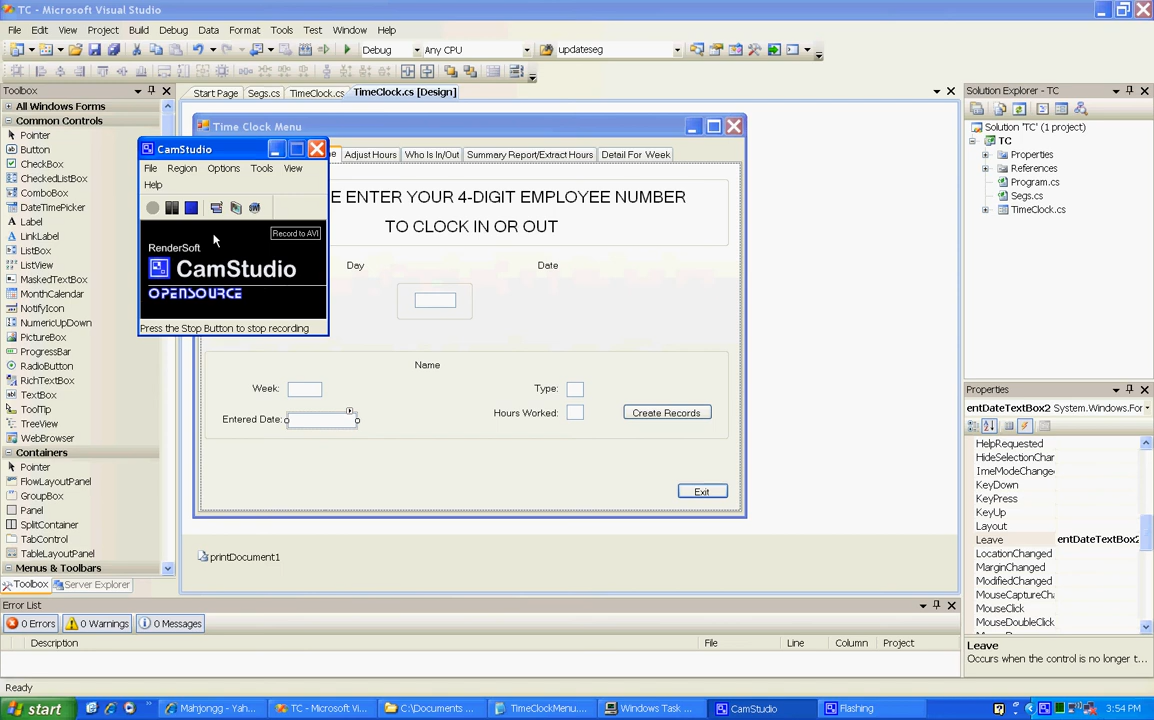 TC - Microsoft Visual Studio
File Edit View Project Build Debug Data Format Tools Test Window Help
Debug Any CPU updateseg
Toolbox
All Windows Forms
Common Controls
Pointer
Button
CheckBox
CheckedListBox
ComboBox
DateTimePicker
Label
LinkLabel
ListBox
ListView
MaskedTextBox
MonthCalendar
NotifyIcon
NumericUpDown
PictureBox
ProgressBar
RadioButton
RichTextBox
TextBox
ToolTip
TreeView
WebBrowser
Containers
Pointer
FlowLayoutPanel
GroupBox
Panel
SplitContainer
TabControl
TableLayoutPanel
Menus & Toolbars
Toolbox Server Explorer
Start Page Segs.cs TimeClock.cs TimeClock.cs [Design]
Time Clock Menu
Adjust Hours Who Is In/Out Summary Report/Extract Hours Detail For Week
ENTER YOUR 4-DIGIT EMPLOYEE NUMBER
TO CLOCK IN OR OUT
Day Date
Name
Week: Type:
Entered Date: Hours Worked: Create Records
Exit
printDocument1
CamStudio
File Region Options Tools View
Help
Record to AVI
RenderSoft
CamStudio
OPENSOURCE
Press the Stop Button to stop recording
Solution Explorer - TC
Solution 'TC' (1 project)
TC
Properties
References
Program.cs
Segs.cs
TimeClock.cs
Properties
entDateTextBox2 System.Windows.For
HelpRequested
HideSelectionChar
ImeModeChange
KeyDown
KeyPress
KeyUp
Layout
Leave entDateTextBox2
LocationChanged
MarginChanged
ModifiedChanged
MouseCaptureCha
MouseClick
MouseDoubleClick
Leave
Occurs when the control is no longer t...
Error List
0 Errors 0 Warnings 0 Messages
Description File Line Column Project
Ready
start Mahjongg - Yah... TC - Microsoft Vi... C:\Documents ... TimeClockMenu.... Windows Task ... CamStudio Flashing 3:54 PM